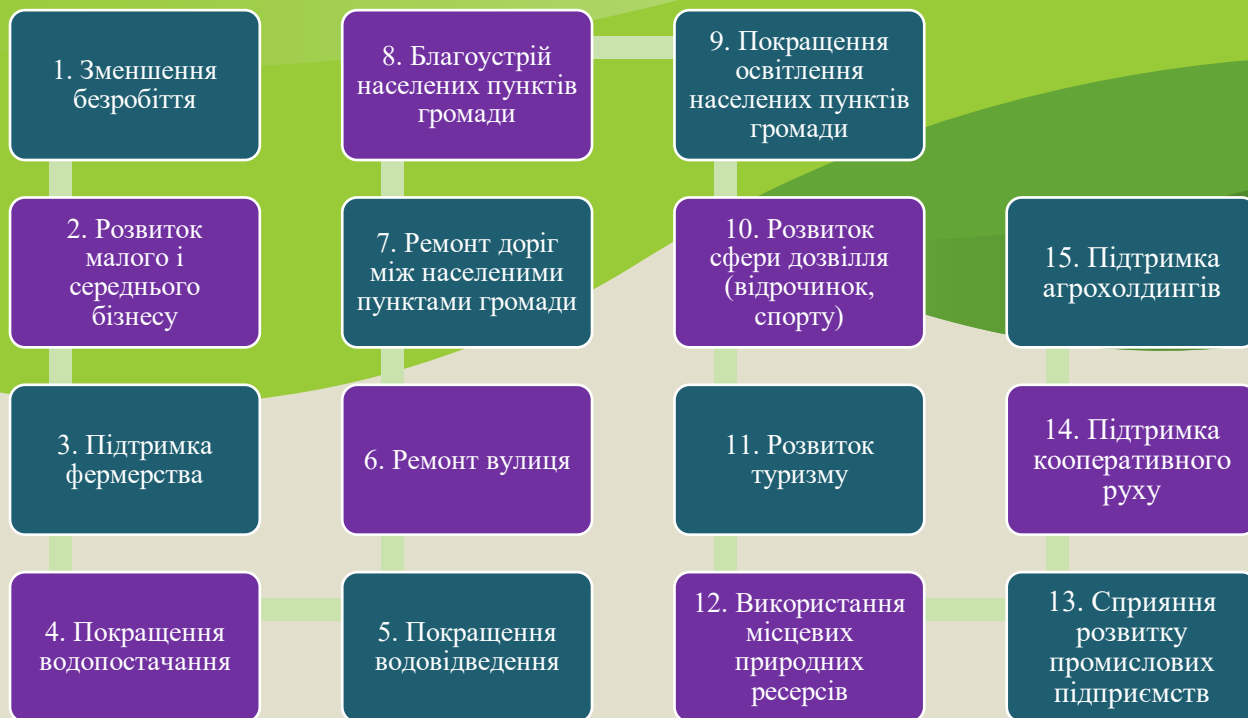 1. Зменшення
безробіття
2. Розвиток
малого і
середнього
бізнесу
3. Підтримка
фермерства
4. Покращення
водопостачання
5. Покращення
водовідведення
6. Ремонт вулиця
7. Ремонт доріг
між населеними
пунктами громади
8. Благоустрій
населених пунктів
громади
9. Покращення
освітлення
населених пунктів
громади
10. Розвиток
сфери дозвілля
(відрочинок,
спорту)
11. Розвиток
туризму
12. Використання
місцевих
природних
ресерсів
13. Сприяння
розвитку
промислових
підприємств
14. Підтримка
кооперативного
руху
15. Підтримка
агрохолдингів